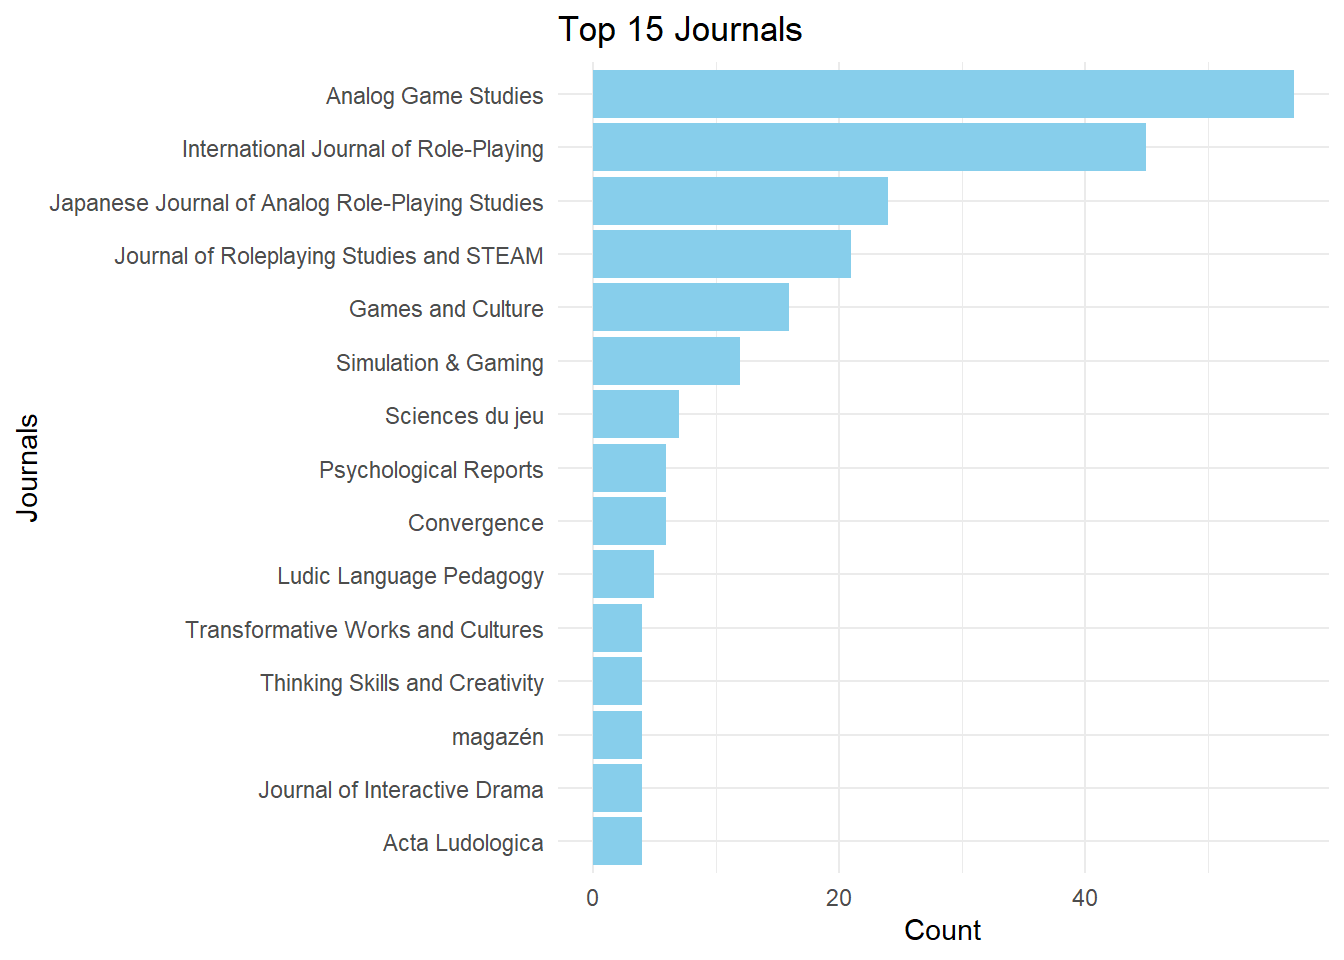 Top 15 Journals
Analog Game Studies
International Journal of Role-Playing
Japanese Journal of Analog Role-Playing Studies
Journal of Roleplaying Studies and STEAM
Games and Culture
Simulation & Gaming
Sciences du jeu
Psychological Reports
Convergence
Ludic Language Pedagogy
Transformative Works and Cultures
Thinking Skills and Creativity
magazén
Journal of Interactive Drama
Acta Ludologica
Journals
0 20 40
Count